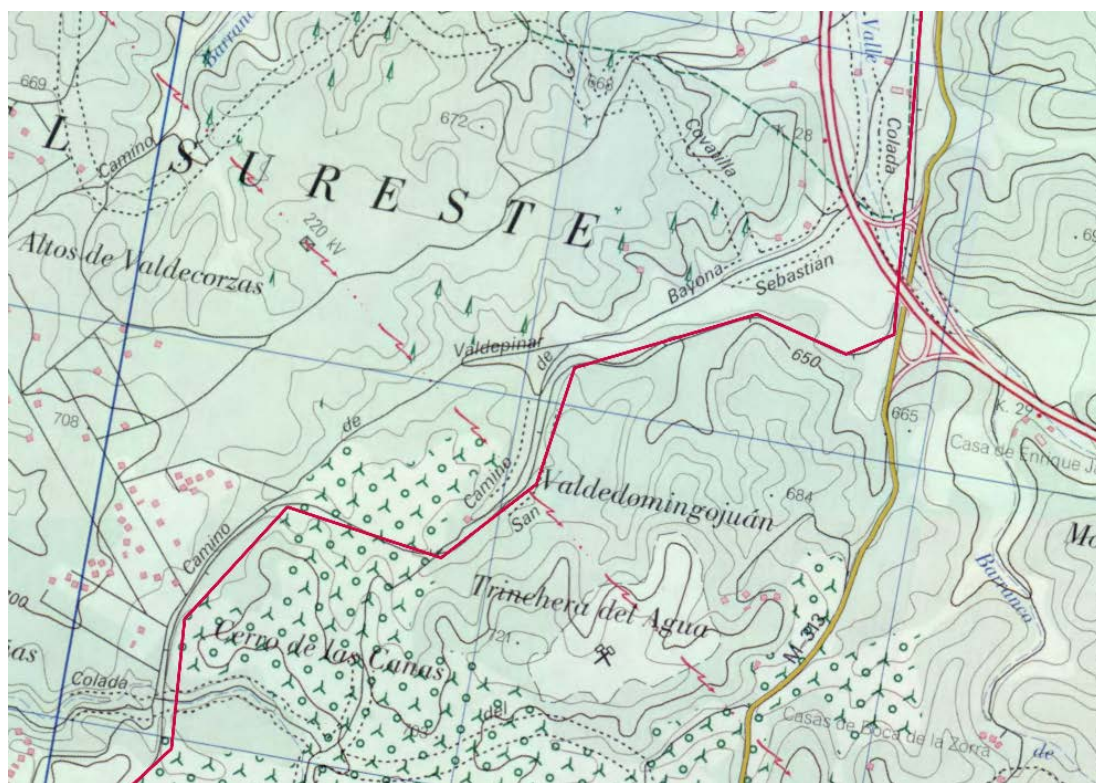 Barranco
Valle
669
668
672
K. 28
Camino
Covatilla
Colada
L SURESTE
220 kV
Altos de Valdecorzas
Bayona
Sebastián
Valdepinar
de
650
665
K. 29
708
de
Casa de Enrique
Camino
San
Valdedomingojuán
684
Camino
Trinchera del Agua
Barranco
Cerro de las Canas
721
M-313
Colada
del
703
Casas de Boca de la Zorra
de